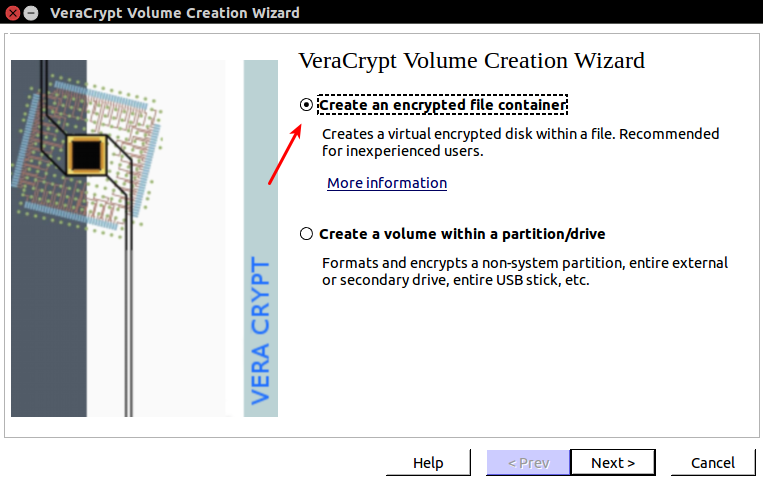 VeraCrypt Volume Creation Wizard
VeraCrypt Volume Creation Wizard
Create an encrypted file container
Creates a virtual encrypted disk within a file. Recommended
for inexperienced users.
More information
Create a volume within a partition/drive
Formats and encrypts a non-system partition, entire external
or secondary drive, entire USB stick, etc.
VERA CRYPT
Help
< Prev
Next >
Cancel